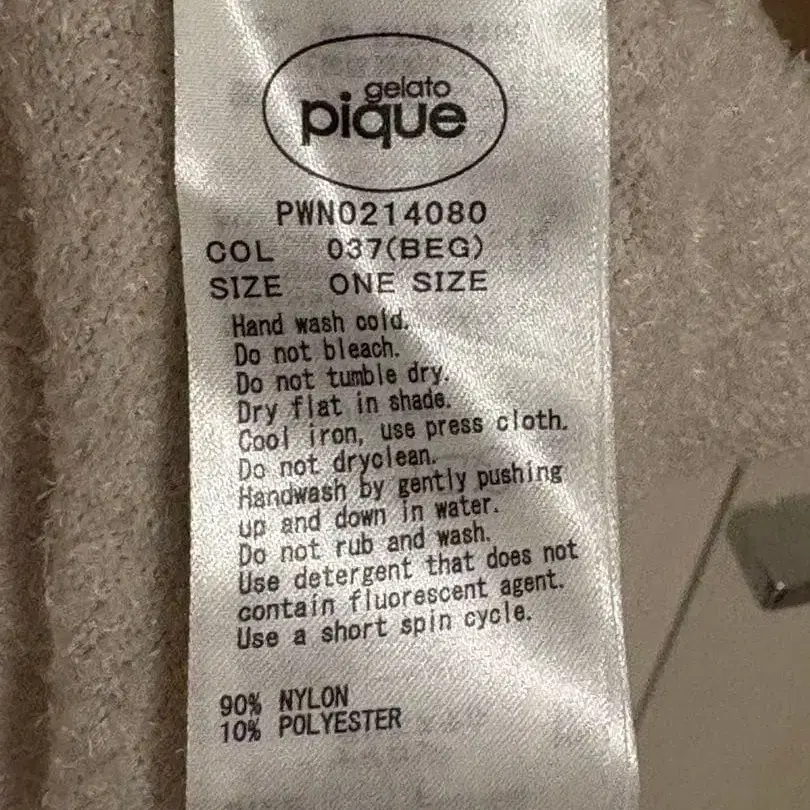 gelato
pique
PWNO214080
COL 037(BEG)
SIZE ONE SIZE
Hand wash cold.
Do not bleach.
Do not tumble dry.
Dry flat in shade.
Cool iron, use press cloth.
Do not dryclean.
Handwash by gently pushing
up and down in water.
Do not rub and wash.
Use detergent that does not
contain fluorescent agent.
Use a short spin cycle.
90% NYLON
10% POLYESTER